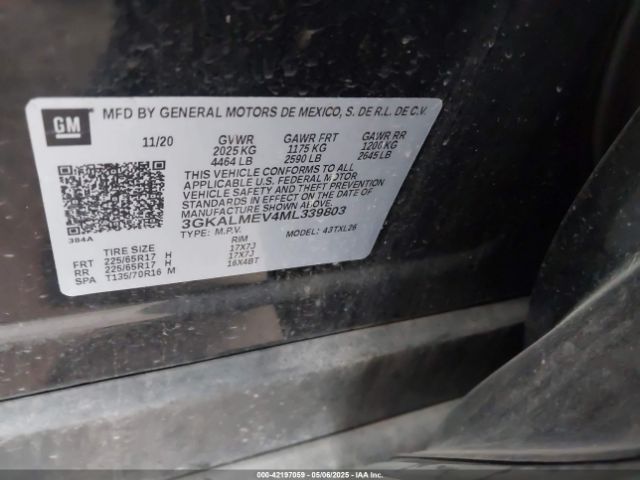 GM
MFD BY GENERAL MOTORS DE MEXICO, S. DE R.L. DE C.V.
11/20 GVWR GAWR FRT GAWR RR
2025 KG 1175 KG 1200 KG
4464 LB 2590 LB 2645 LB
THIS VEHICLE CONFORMS TO ALL
APPLICABLE U.S. FEDERAL MOTOR
VEHICLE SAFETY AND THEFT PREVENTION
STANDARDS IN EFFECT ON THE DATE OF
MANUFACTURE SHOWN ABOVE.
3GKALMEV4ML339803
TYPE: M.P.V. MODEL: 43TXL26
384A
TIRE SIZE RIM
FRT 225/65R17 H 17X7J
RR 225/65R17 H 17X7J
SPA T135/70R16 M 16X4BT
000-42197059 | 05/06/2025 - IAA Inc.